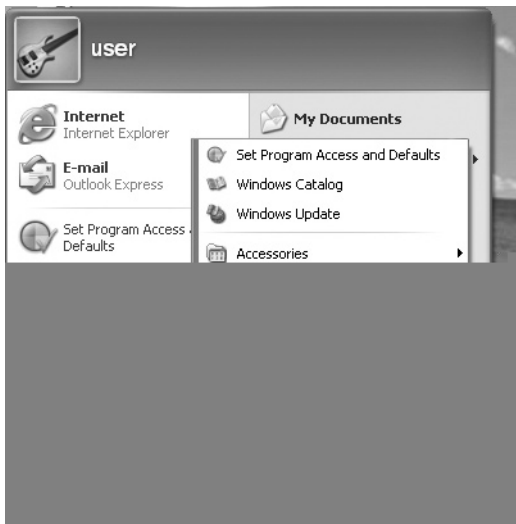 user
Internet
Internet Explorer
E-mail
Outlook Express
Set Program Access
Defaults
My Documents
Set Program Access and Defaults
Windows Catalog
Windows Update
Accessories